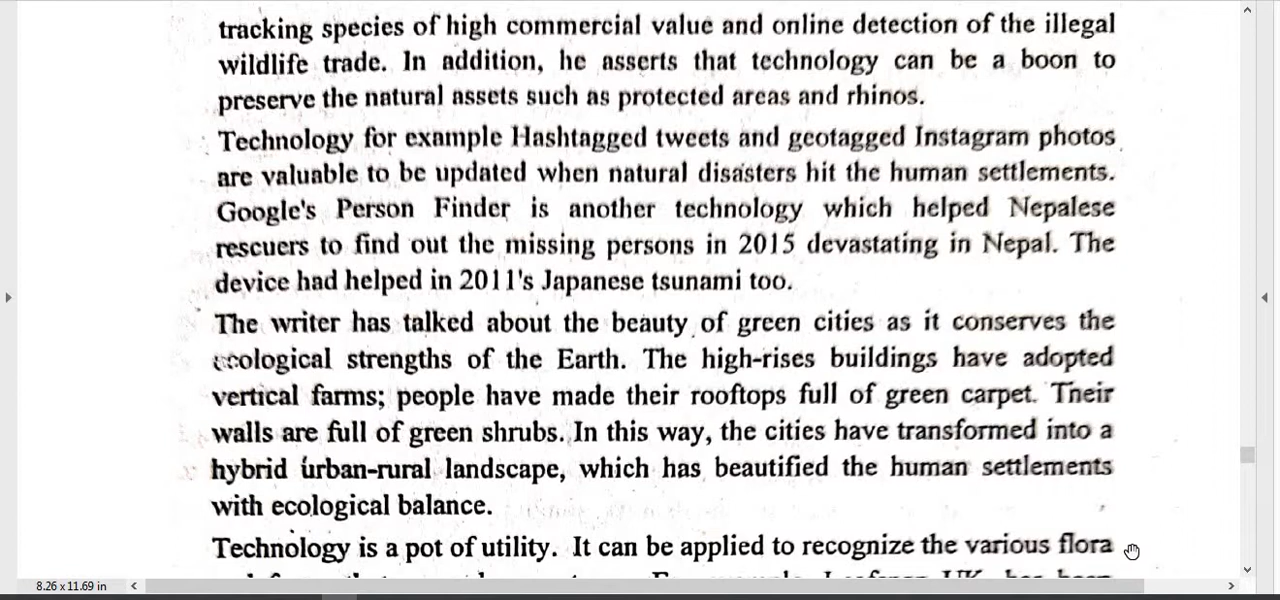 tracking species of high commercial value and online detection of the illegal
wildlife trade. In addition, he asserts that technology can be a boon to
preserve the natural assets such as protected areas and rhinos.
Technology for example Hashtagged tweets and geotagged Instagram photos
are valuable to be updated when natural disasters hit the human settlements.
Google's Person Finder is another technology which helped Nepalese
rescuers to find out the missing persons in 2015 devastating in Nepal. The
device had helped in 2011's Japanese tsunami too.
The writer has talked about the beauty of green cities as it conserves the
ecological strengths of the Earth. The high-rises buildings have adopted
vertical farms; people have made their rooftops full of green carpet. Their
walls are full of green shrubs. In this way, the cities have transformed into a
hybrid urban-rural landscape, which has beautified the human settlements
with ecological balance.
Technology is a pot of utility. It can be applied to recognize the various flora
8.26 x 11.69 in